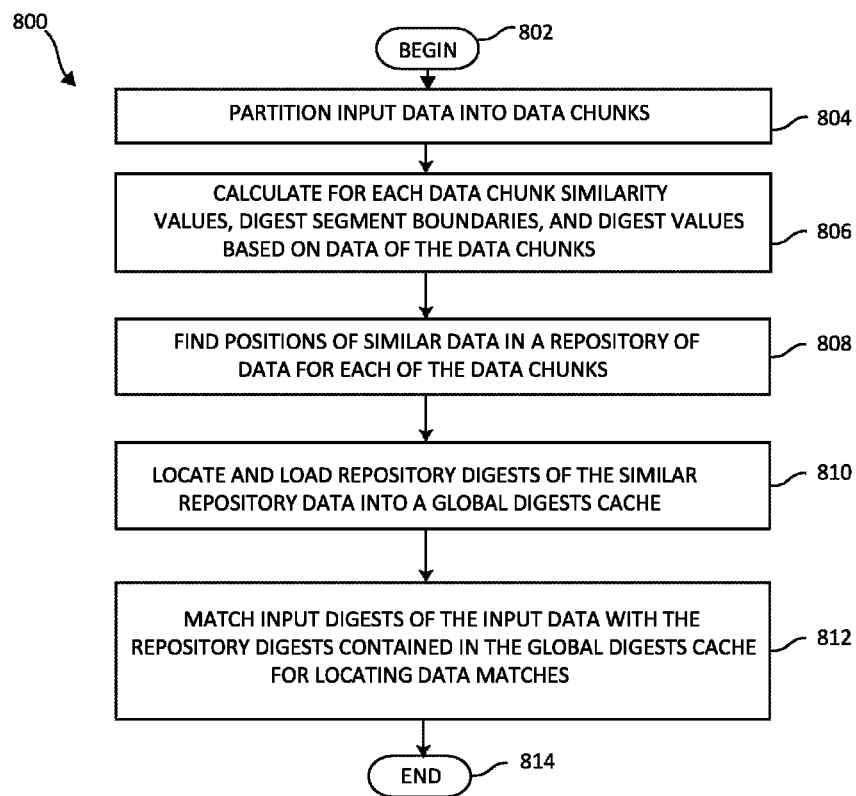 800
802
BEGIN
PARTITION INPUT DATA INTO DATA CHUNKS
804
CALCULATE FOR EACH DATA CHUNK SIMILARITY
VALUES, DIGEST SEGMENT BOUNDARIES, AND DIGEST VALUES
BASED ON DATA OF THE DATA CHUNKS
806
FIND POSITIONS OF SIMILAR DATA IN A REPOSITORY OF
DATA FOR EACH OF THE DATA CHUNKS
808
LOCATE AND LOAD REPOSITORY DIGESTS OF THE SIMILAR
REPOSITORY DATA INTO A GLOBAL DIGESTS CACHE
810
MATCH INPUT DIGESTS OF THE INPUT DATA WITH THE
REPOSITORY DIGESTS CONTAINED IN THE GLOBAL DIGESTS CACHE
FOR LOCATING DATA MATCHES
812
END
814